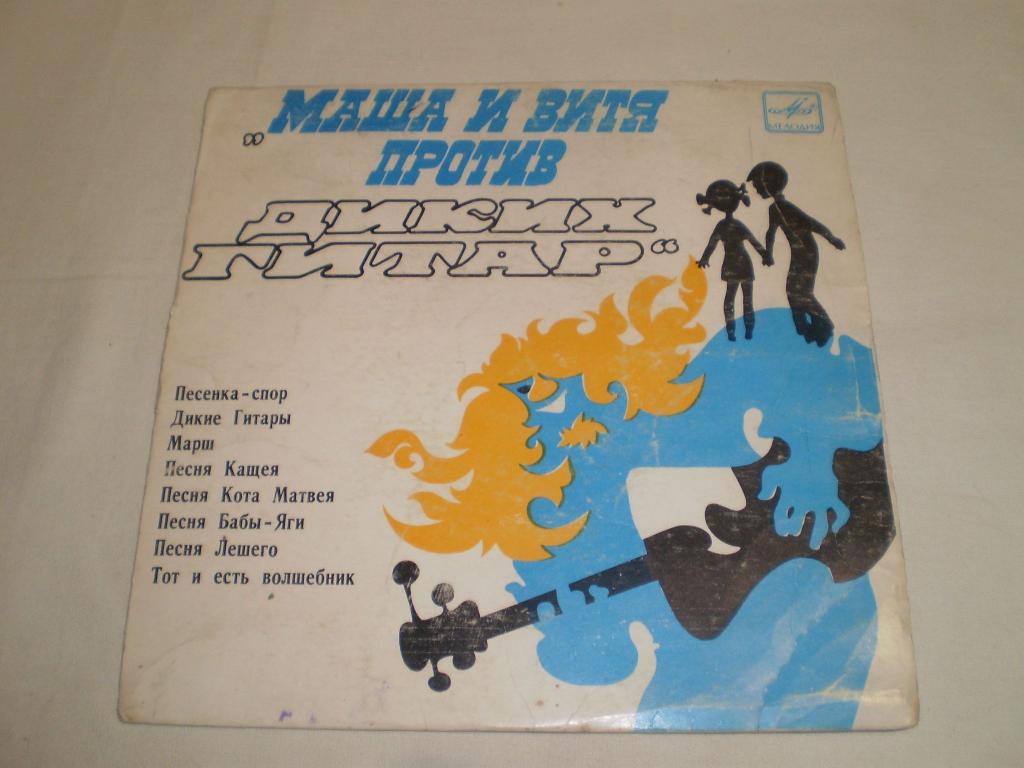 „МАША И ВИТЯ
ПРОТИВ
ДИКИХ
ГИТАР“
МЕЛОДИЯ
Песенка-спор
Дикие Гитары
Марш
Песня Кащея
Песня Кота Матвея
Песня Бабы-Яги
Песня Лешего
Тот и есть волшебник